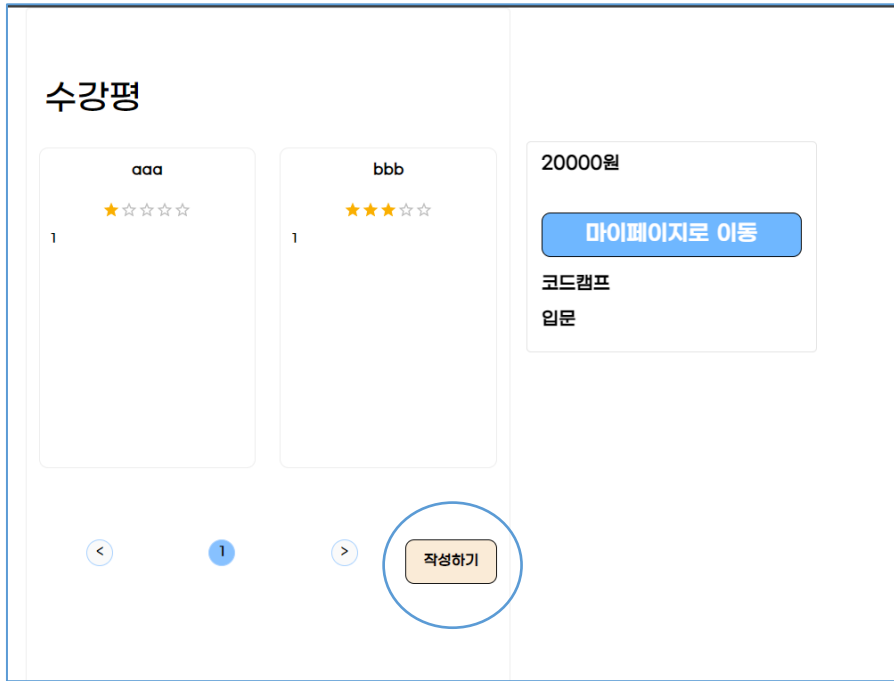 수강평
aaa
1
bbb
1
< 1 >
작성하기
20000원
마이페이지로 이동
코드캠프
입문